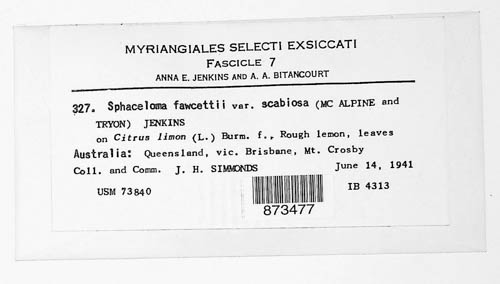 MYRIANGIALES SELECTI EXSICCATI
FASCICLE 7
ANNA E. JENKINS AND A. A. BITANCOURT
327. Sphaceloma fawcettii var. scabiosa (MC ALPINE and
TRYON) JENKINS
on Citrus limon (L.) Burm. f., Rough lemon, leaves
Australia: Queensland, vic. Brisbane, Mt. Crosby
Coll. and Comm. J. H. SIMMONDS June 14, 1941
USM 73840 IB 4313
873477